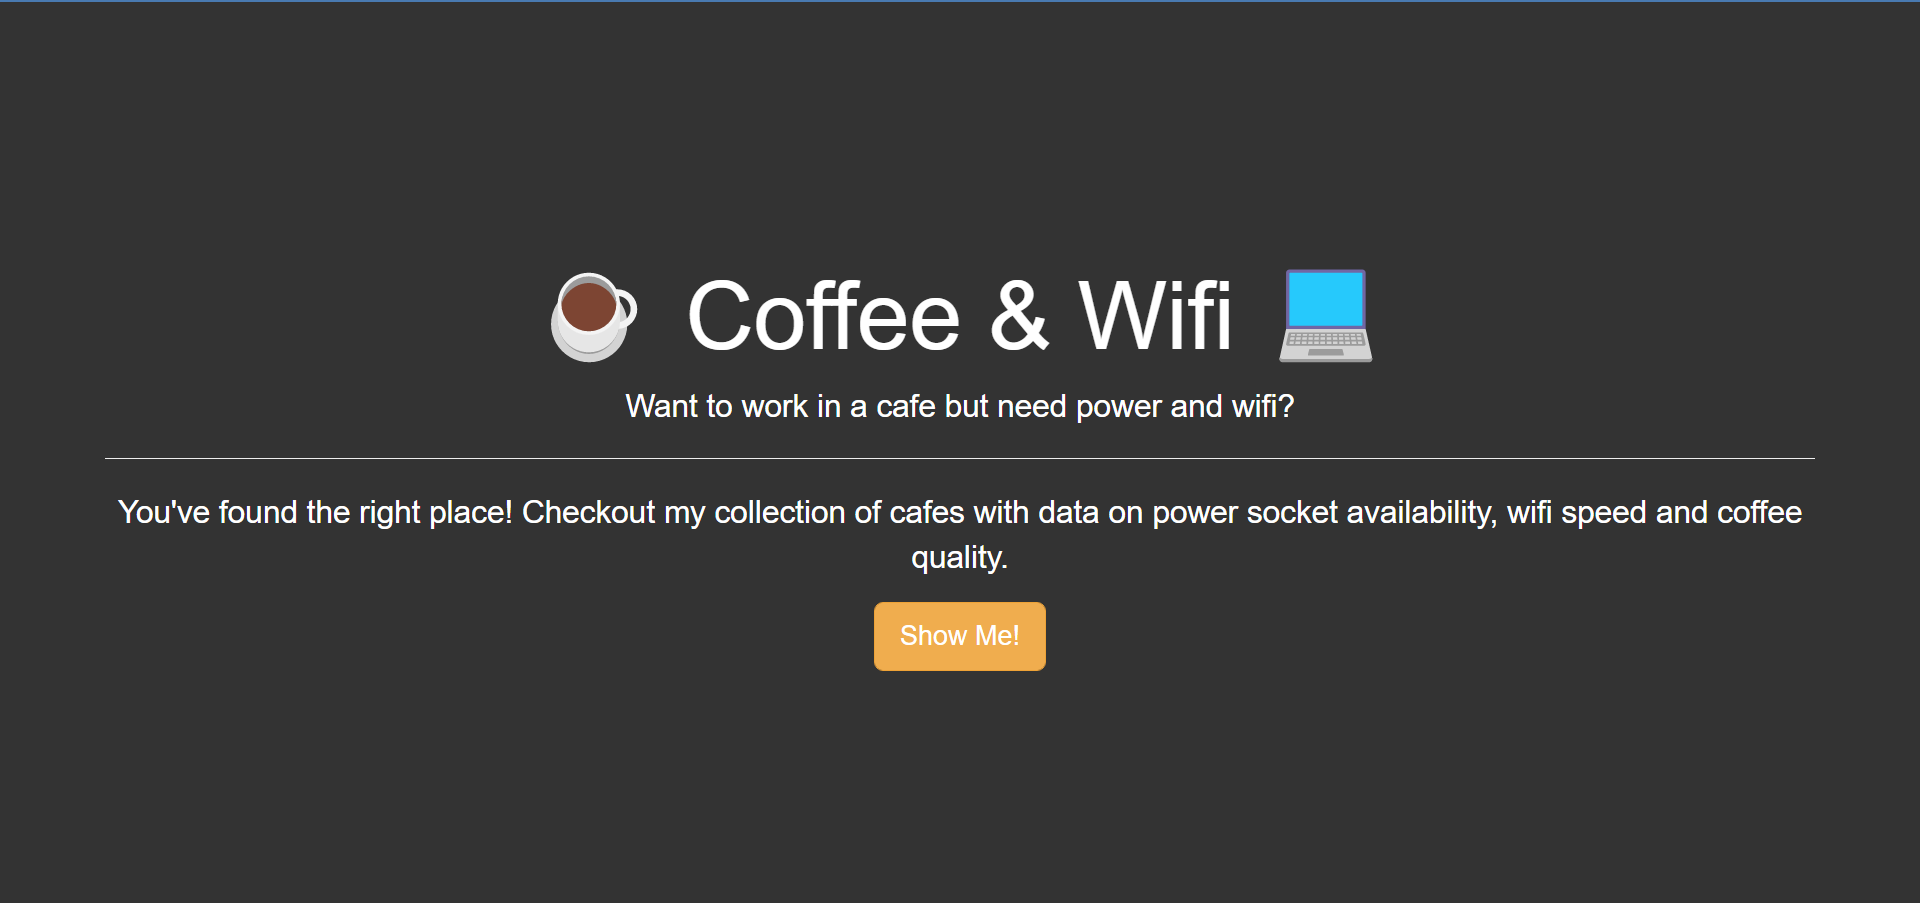 Coffee & Wifi
Want to work in a cafe but need power and wifi?
You've found the right place! Checkout my collection of cafes with data on power socket availability, wifi speed and coffee
quality.
Show Me!